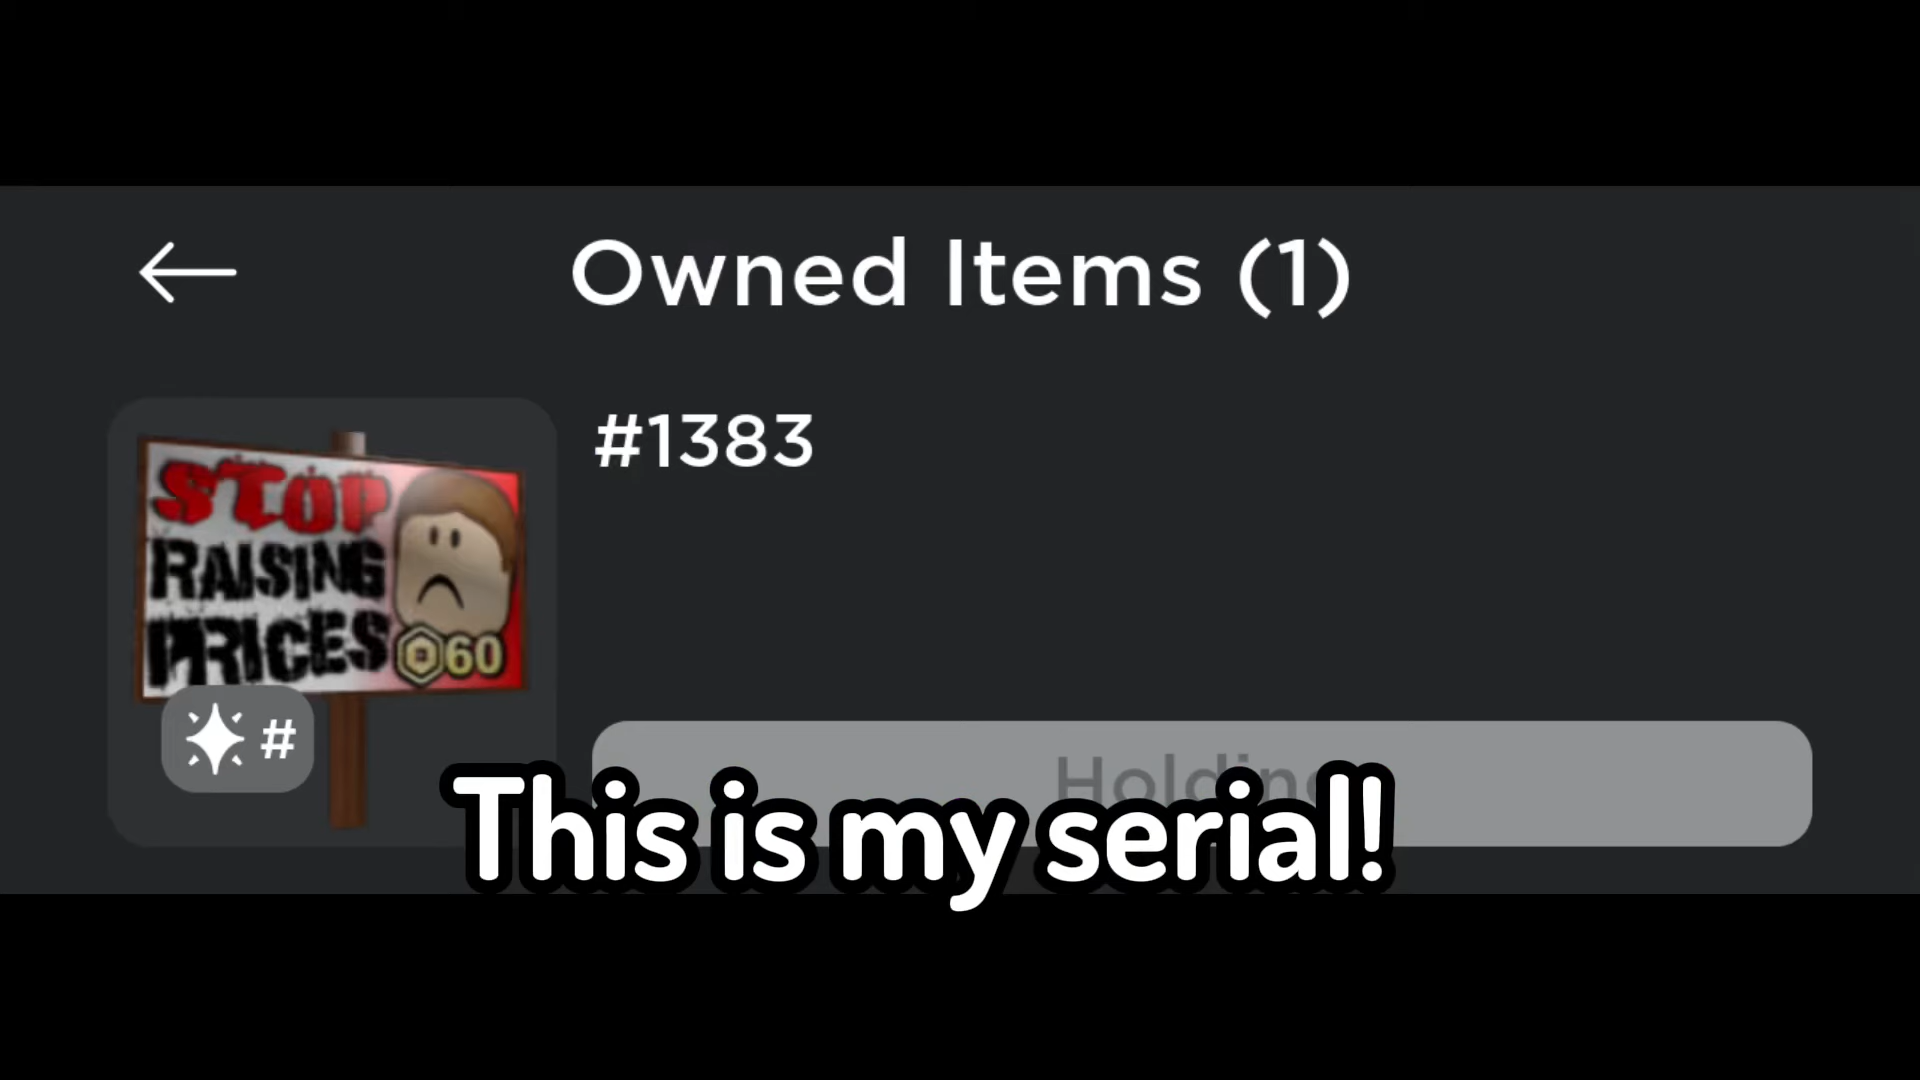 Owned Items (1)
#1383
STOP
RAISING
PRICES
60
#
This is my serial!